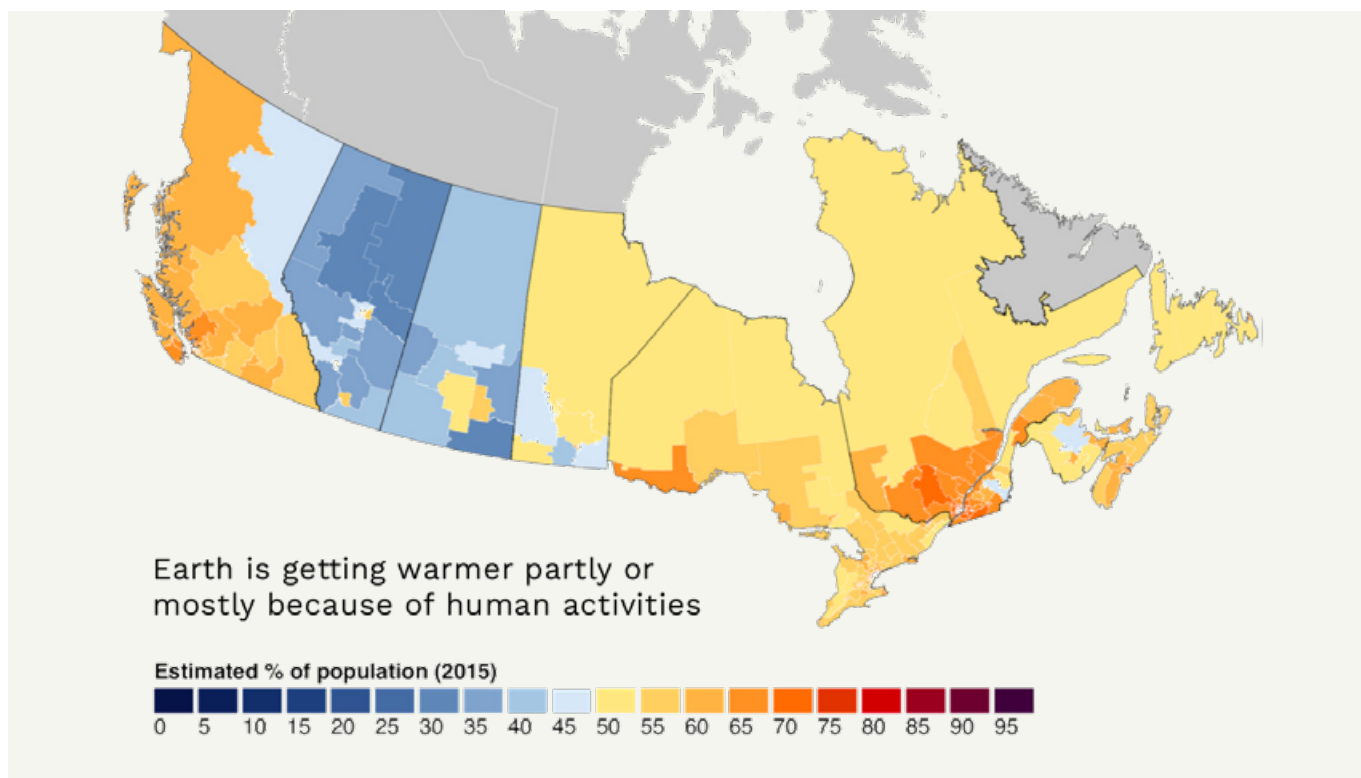 Earth is getting warmer partly or
mostly because of human activities
Estimated % of population (2015)
0 5 10 15 20 25 30 35 40 45 50 55 60 65 70 75 80 85 90 95